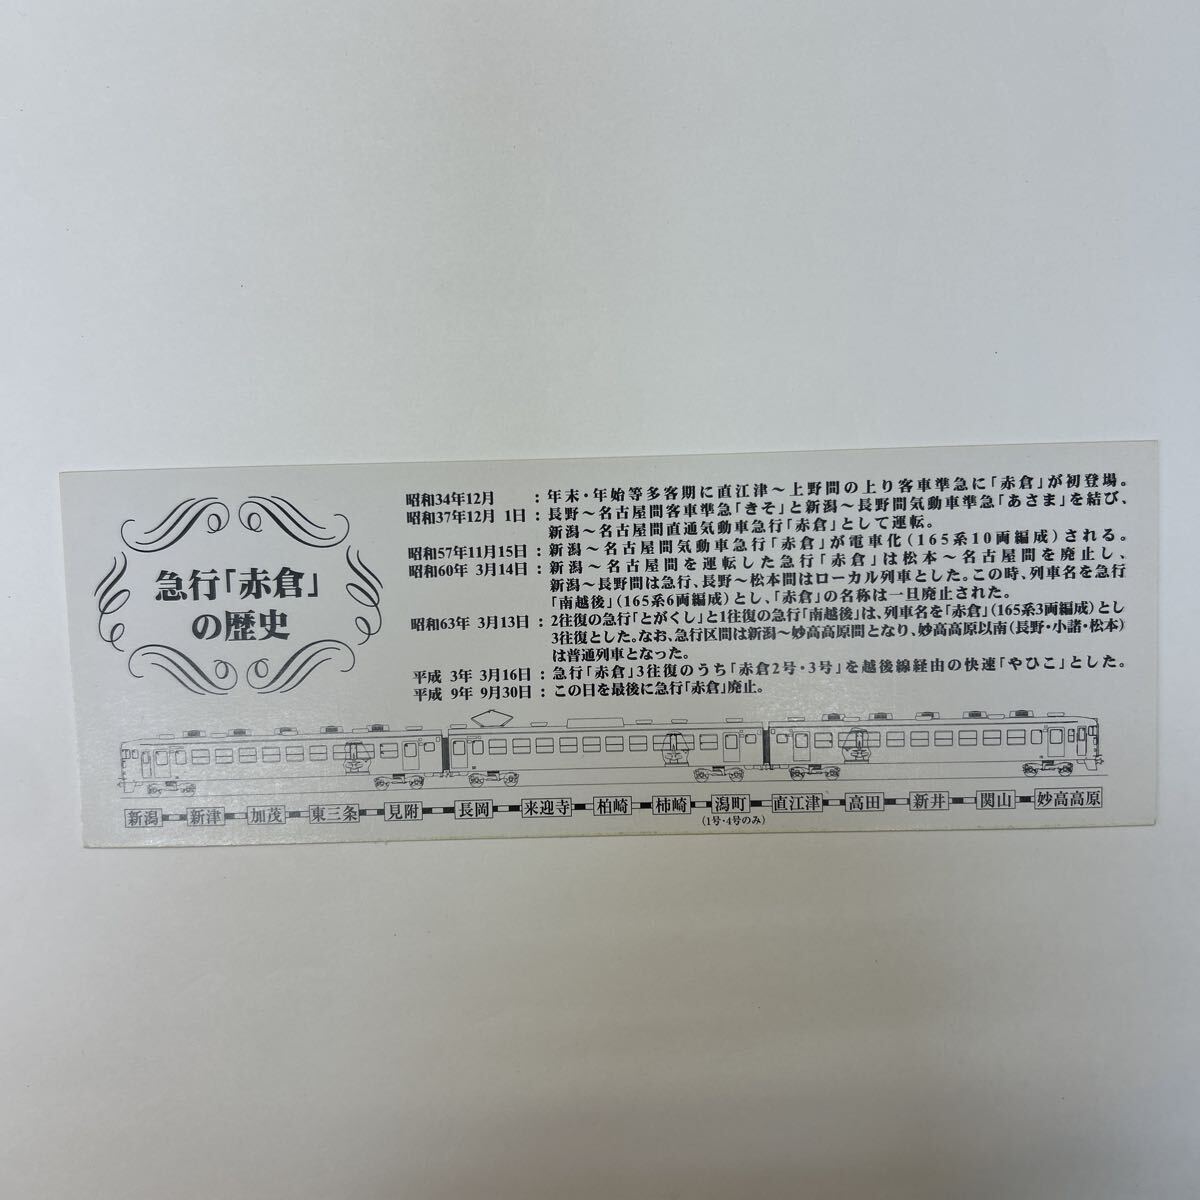 急行「赤倉」
の歴史
昭和34年12月 : 年末・年始等多客期に直江津～上野間の上り客車準急に「赤倉」が初登場。
昭和37年12月 1日 : 長野～名古屋間客車準急「きそ」と新潟～長野間気動車準急「あさま」を結び、
新潟～名古屋間直通気動車急行「赤倉」として運転。
昭和57年11月15日 : 新潟～名古屋間気動車急行「赤倉」が電車化(165系10両編成)される。
昭和60年 3月14日 : 新潟～名古屋間を運転した急行「赤倉」は松本～名古屋間を廃止し、
新潟～長野間は急行、長野～松本間はローカル列車とした。この時、列車名を急行
「南越後」(165系6両編成)とし、「赤倉」の名称は一旦廃止された。
昭和63年 3月13日 : 2往復の急行「とがくし」と1往復の急行「南越後」は、列車名を「赤倉」(165系3両編成)とし
3往復とした。なお、急行区間は新潟～妙高高原間となり、妙高高原以南(長野・小諸・松本)
は普通列車となった。
平成 3年 3月16日 : 急行「赤倉」3往復のうち「赤倉2号・3号」を越後線経由の快速「やひこ」とした。
平成 9年 9月30日 : この日を最後に急行「赤倉」廃止。
新潟 新津 加茂 東三条 見附 長岡 来迎寺 柏崎 柿崎 潟町 直江津 高田 新井 関山 妙高高原
(1号・4号のみ)